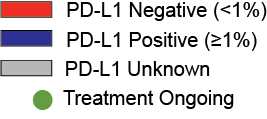 PD-L1 Negative (<1%)
PD-L1 Positive (≥1%)
PD-L1 Unknown
Treatment Ongoing